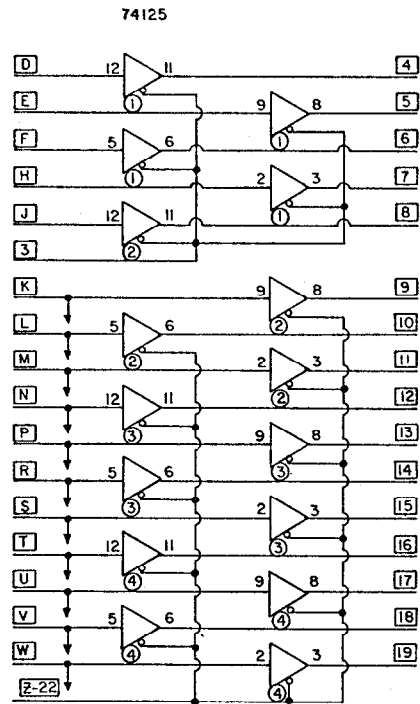 74125
D 12 11 4
①
E 9 8 5
①
F 5 6 6
①
H 2 3 7
①
J 12 11 8
②
3
K 9 8 9
②
L 5 6 10
②
M 2 3 11
②
N 12 11 12
③
P 9 8 13
③
R 5 6 14
③
S 2 3 15
③
T 12 11 16
④
U 9 8 17
④
V 5 6 18
④
W 2 3 19
④
Z-22